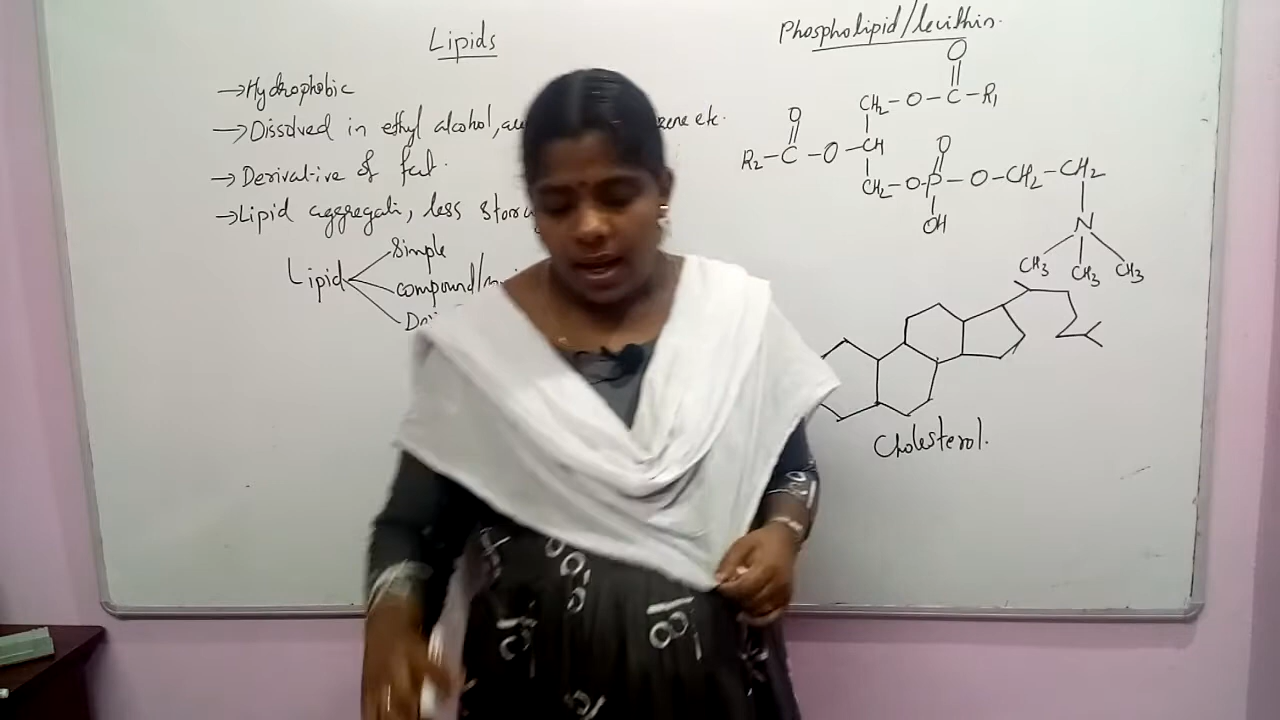 Lipids
→Hydrophobic
→Dissolved in ethyl alcohol, etc.
→Derivative of fat.
→Lipid aggregati, less
Lipid
Simple
compound/
Phospholipid/lecithin.
O
CH₂-O-C-R₁
O
R₂-C-O-CH
O
CH₂-O-P-O-CH₂-CH₂
OH
N
CH₃ CH₃ CH₃
Cholesterol.